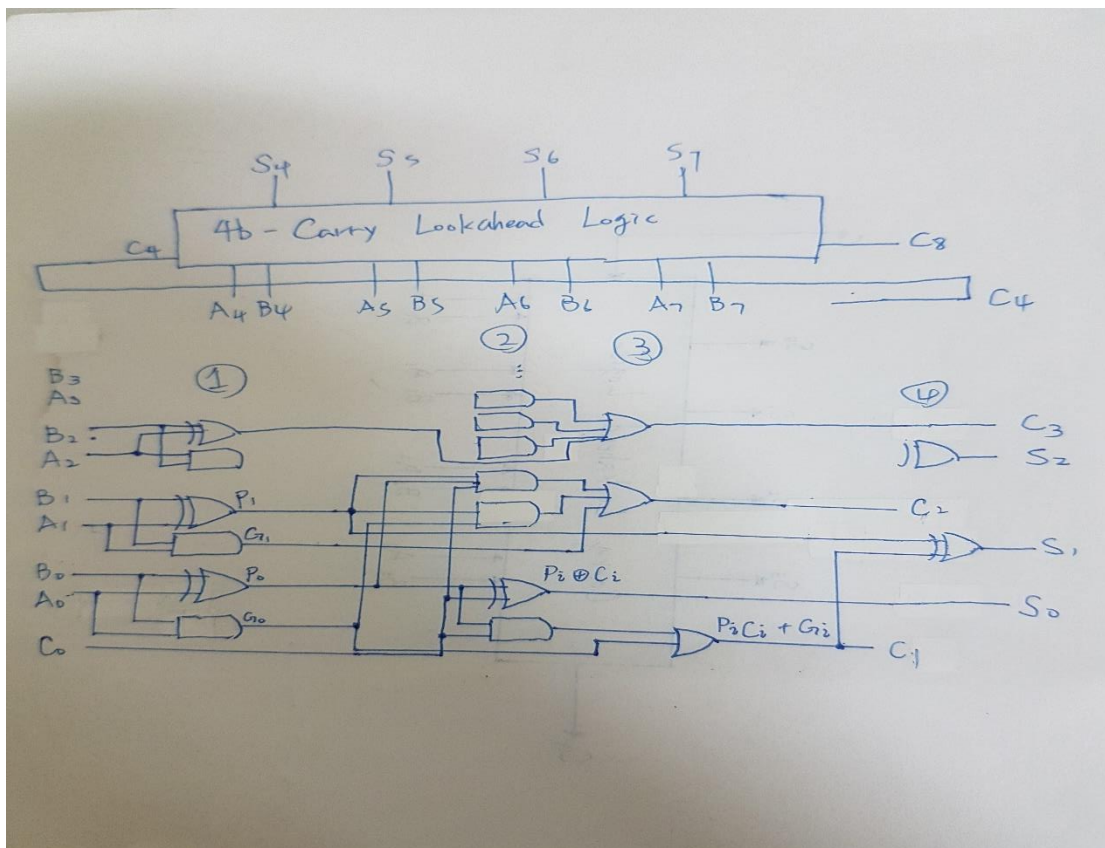 S4 S5 S6 S7
4b - Carry Lookahead Logic
C4 C8
A4 B4 A5 B5 A6 B6 A7 B7 C4
① ② ③ ④
B3
A3
B2 C3
A2 S2
B1 P1 C2
A1 G1 S1
B0 P0 Pi ⊕ Ci
A0 G0 S0
C0 PiCi + Gi C1